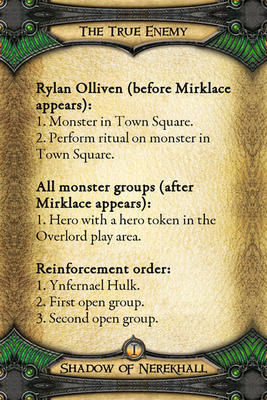 The True Enemy
Rylan Olliven (before Mirklace
appears):
1. Monster in Town Square.
2. Perform ritual on monster in
Town Square.
All monster groups (after
Mirklace appears):
1. Hero with a hero token in the
Overlord play area.
Reinforcement order:
1. Ynfernael Hulk.
2. First open group.
3. Second open group.
1
Shadow of Nerekhall